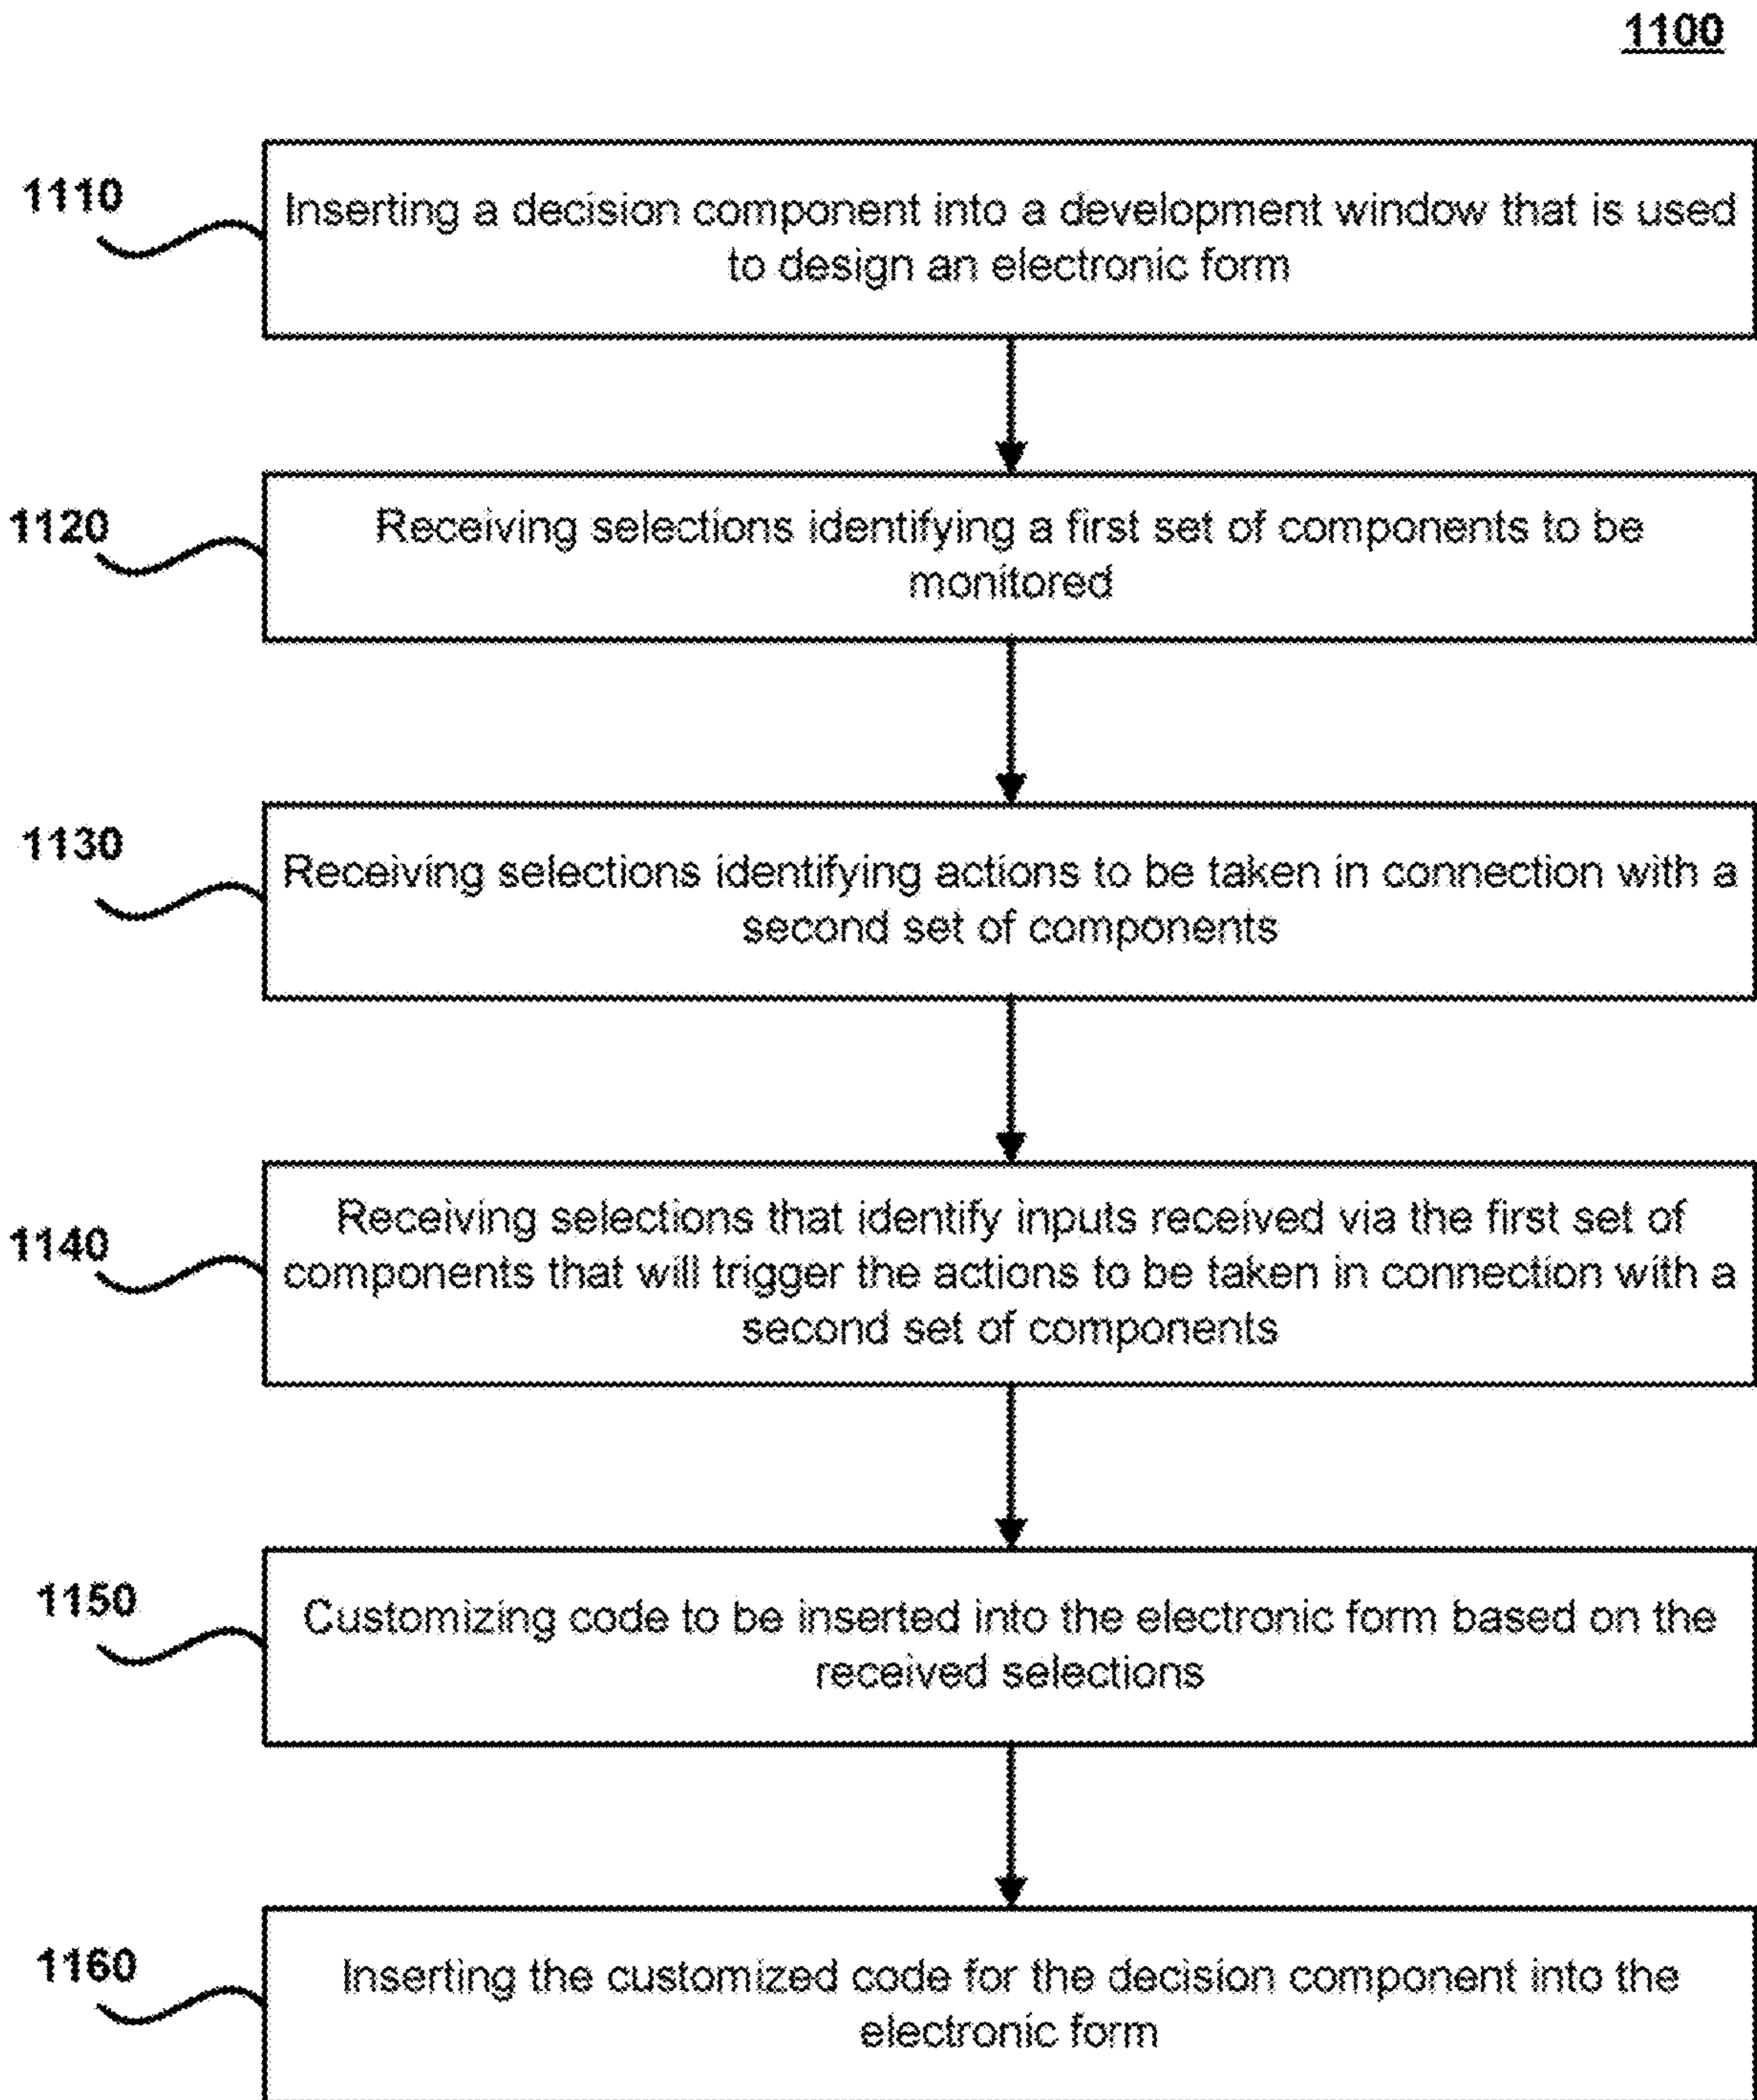 1100
1110
Inserting a decision component into a development window that is used
to design an electronic form
1120
Receiving selections identifying a first set of components to be
monitored
1130
Receiving selections identifying actions to be taken in connection with a
second set of components
1140
Receiving selections that identify inputs received via the first set of
components that will trigger the actions to be taken in connection with a
second set of components
1150
Customizing code to be inserted into the electronic form based on the
received selections
1160
Inserting the customized code for the decision component into the
electronic form